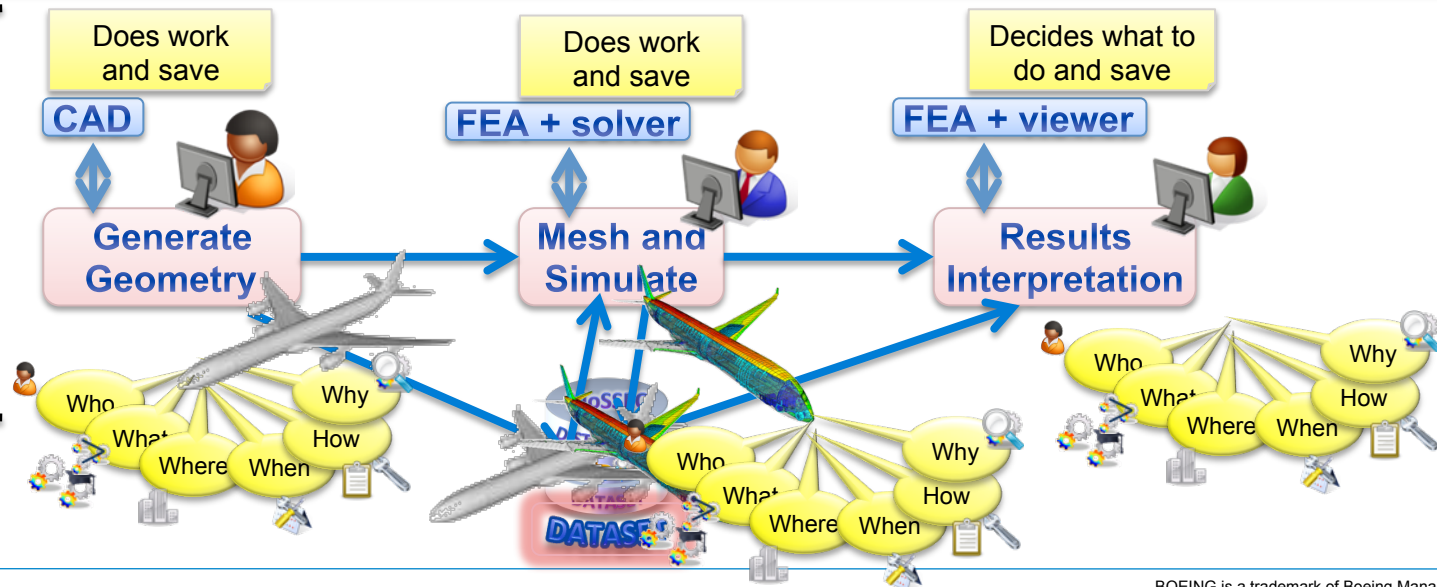 Does work
and save
Does work
and save
Decides what to
do and save
CAD
FEA + solver
FEA + viewer
Generate
Geometry
Mesh and
Simulate
Results
Interpretation
Who
What
Where
When
How
Why
Who
What
Where
When
How
Why
Who
What
Where
When
How
Why
BOEING is a trademark of Boeing Mana